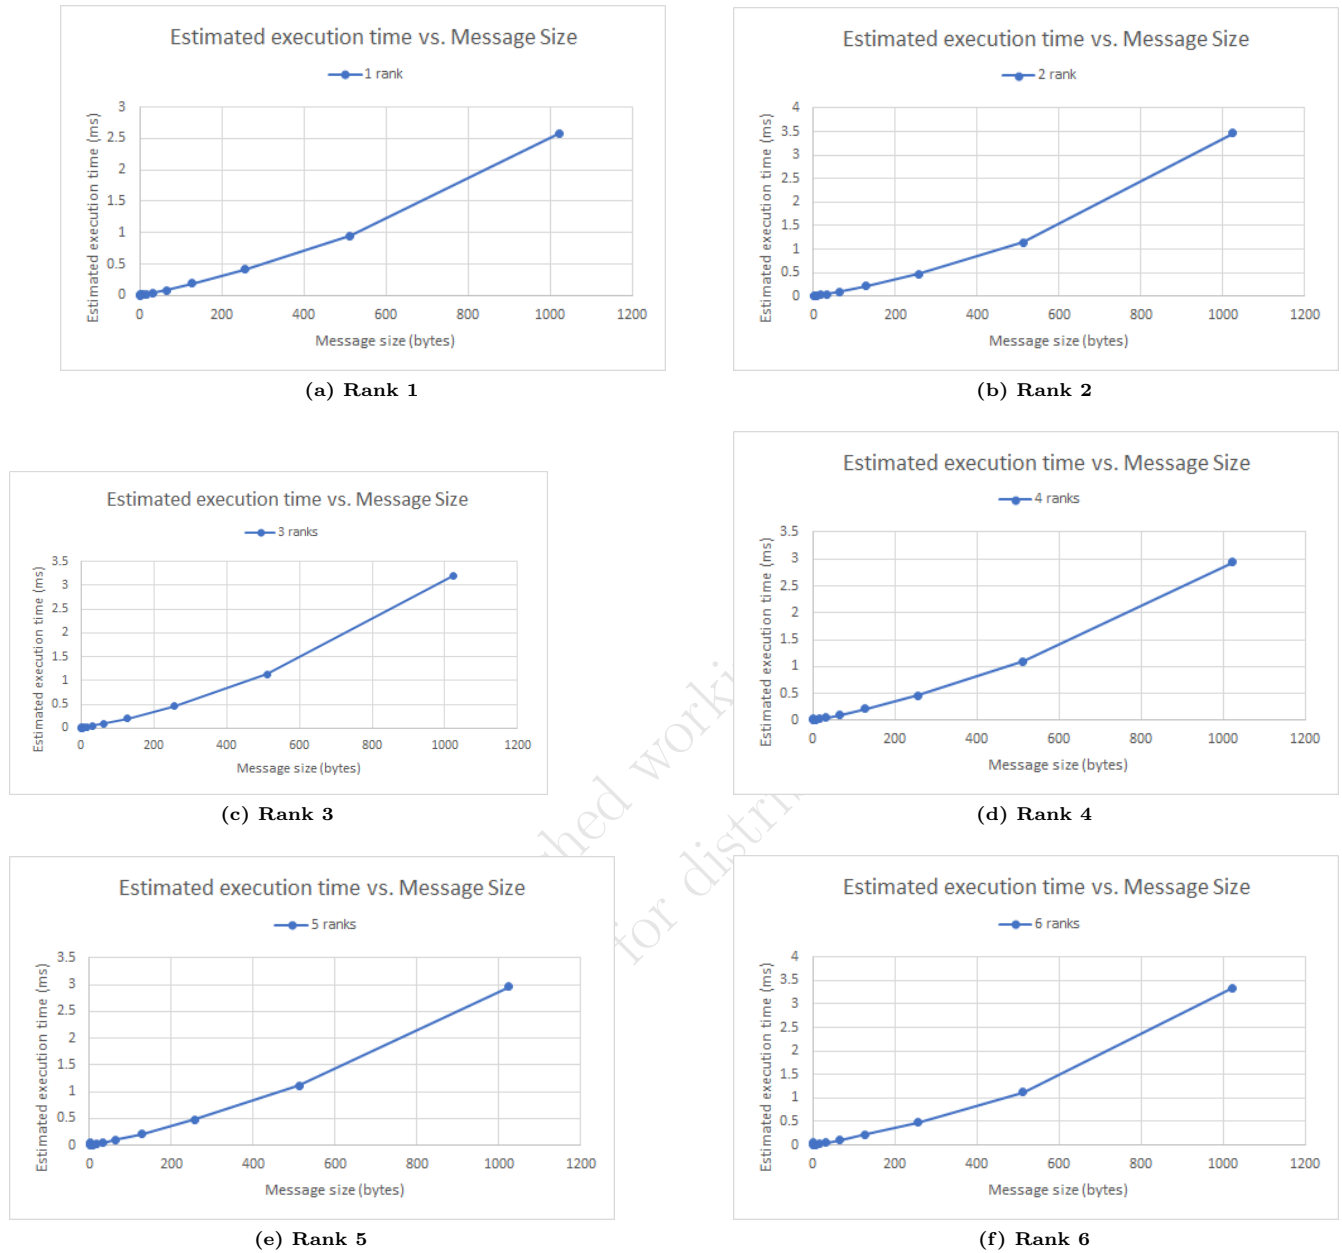 Estimated execution time vs. Message Size
1 rank
Estimated execution time (ms)
3
2.5
2
1.5
1
0.5
0
0 200 400 600 800 1000 1200
Message size (bytes)
(a) Rank 1
Estimated execution time vs. Message Size
2 rank
Estimated execution time (ms)
4
3.5
3
2.5
2
1.5
1
0.5
0
0 200 400 600 800 1000 1200
Message size (bytes)
(b) Rank 2
Estimated execution time vs. Message Size
3 ranks
Estimated execution time (ms)
3.5
3
2.5
2
1.5
1
0.5
0
0 200 400 600 800 1000 1200
Message size (bytes)
(c) Rank 3
Estimated execution time vs. Message Size
4 ranks
Estimated execution time (ms)
3.5
3
2.5
2
1.5
1
0.5
0
0 200 400 600 800 1000 1200
Message size (bytes)
(d) Rank 4
Estimated execution time vs. Message Size
5 ranks
Estimated execution time (ms)
3.5
3
2.5
2
1.5
1
0.5
0
0 200 400 600 800 1000 1200
Message size (bytes)
(e) Rank 5
Estimated execution time vs. Message Size
6 ranks
Estimated execution time (ms)
4
3.5
3
2.5
2
1.5
1
0.5
0
0 200 400 600 800 1000 1200
Message size (bytes)
(f) Rank 6
for